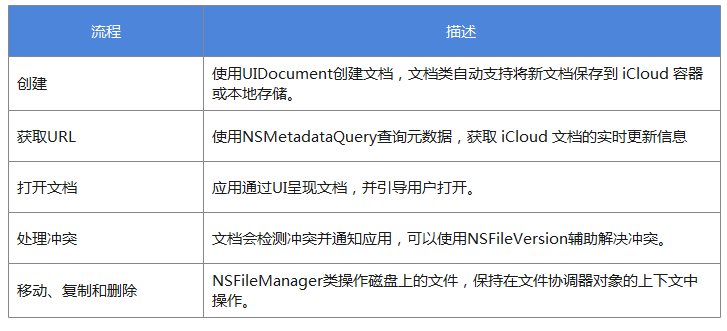 流程 描述
创建 使用UIDocument创建文档，文档类自动支持将新文档保存到 iCloud 容器
或本地存储。
获取URL 使用NSMetadataQuery查询元数据，获取 iCloud 文档的实时更新信息
打开文档 应用通过UI呈现文档，并引导用户打开。
处理冲突 文档会检测冲突并通知应用，可以使用NSFileVersion辅助解决冲突。
移动、复制和删除 NSFileManager类操作磁盘上的文件，保持在文件协调器对象的上下文中
操作。